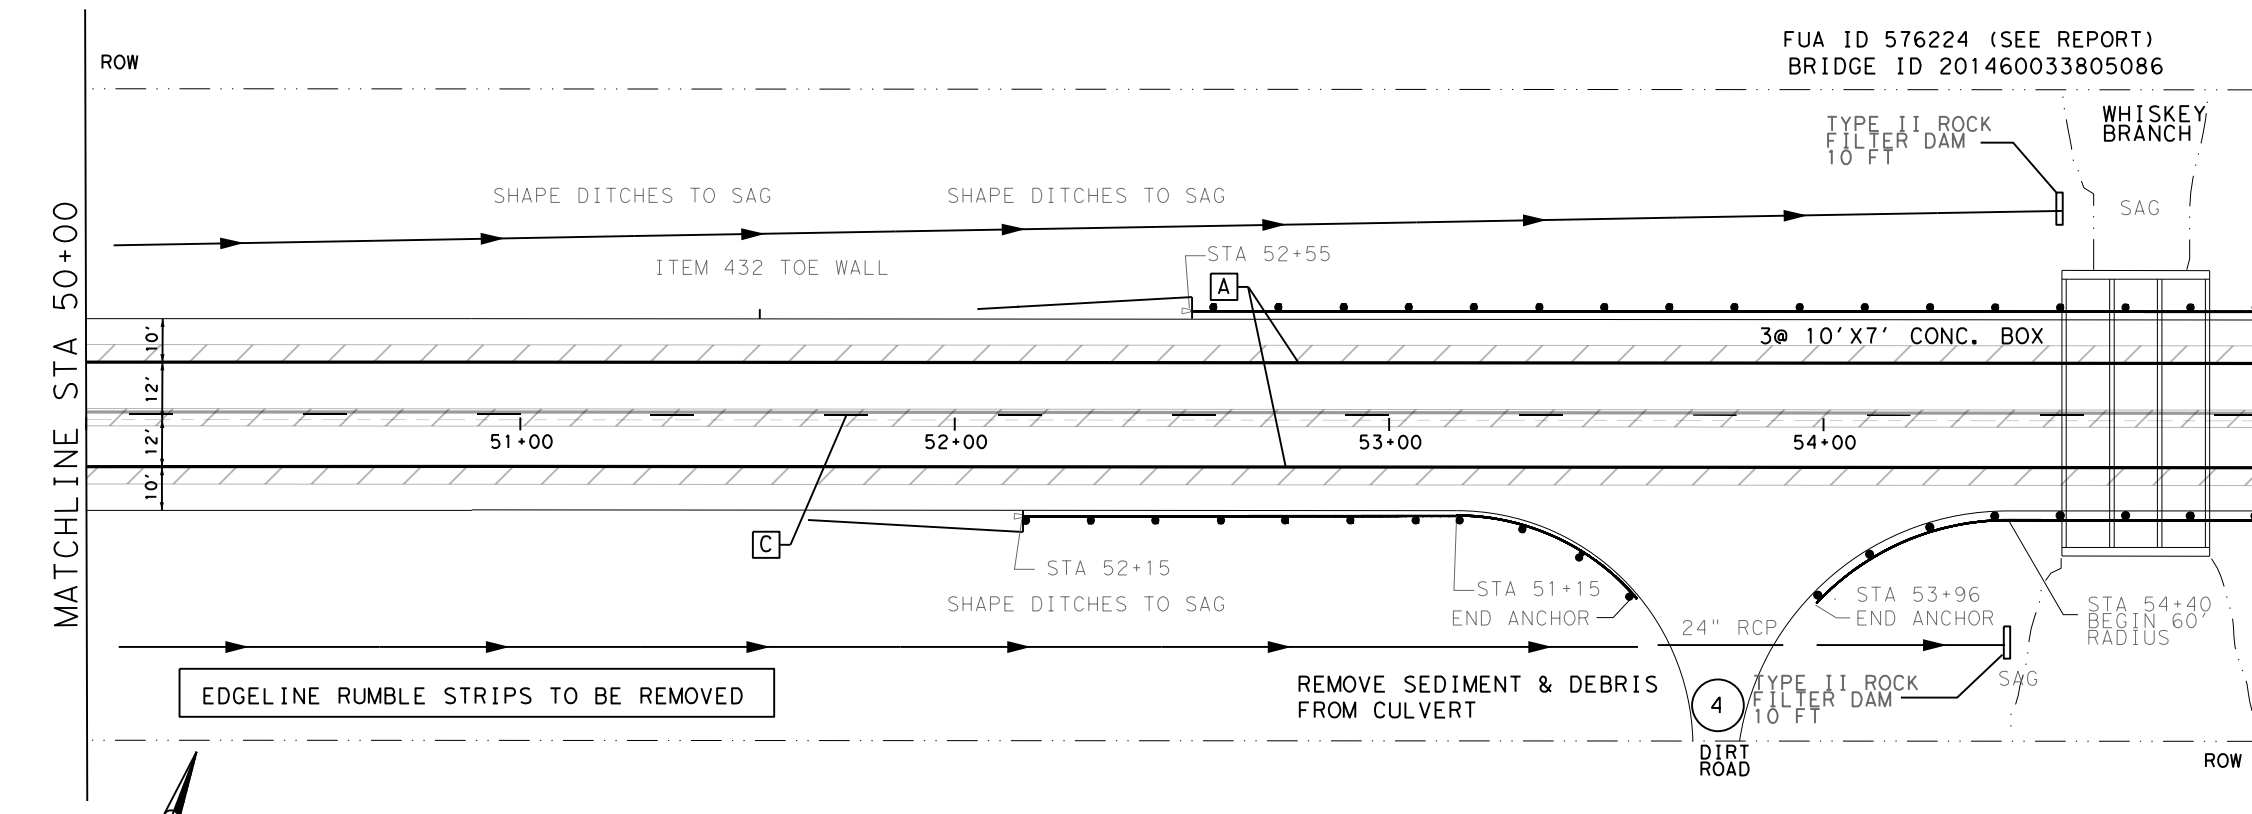 FUA ID 576224 (SEE REPORT)
BRIDGE ID 201460033805086
ROW
WHISKEY
BRANCH
TYPE II ROCK
FILTER DAM
10 FT
SHAPE DITCHES TO SAG
SHAPE DITCHES TO SAG
SAG
MATCHLINE STA 50+00
STA 52+55
ITEM 432 TOE WALL
A
10'
3@ 10'X7' CONC. BOX
12'
12'
51+00
52+00
53+00
54+00
10'
C
STA 52+15
STA 51+15
END ANCHOR
STA 53+96
END ANCHOR
STA 54+40
BEGIN 60'
RADIUS
SHAPE DITCHES TO SAG
24" RCP
EDGELINE RUMBLE STRIPS TO BE REMOVED
REMOVE SEDIMENT & DEBRIS
FROM CULVERT
4
TYPE II ROCK
FILTER DAM
10 FT
SAG
DIRT
ROAD
ROW